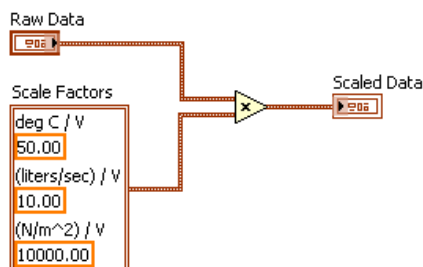 Raw Data
Scale Factors
deg C / V
50.00
(liters/sec) / V
10.00
(N/m^2) / V
10000.00
x
Scaled Data